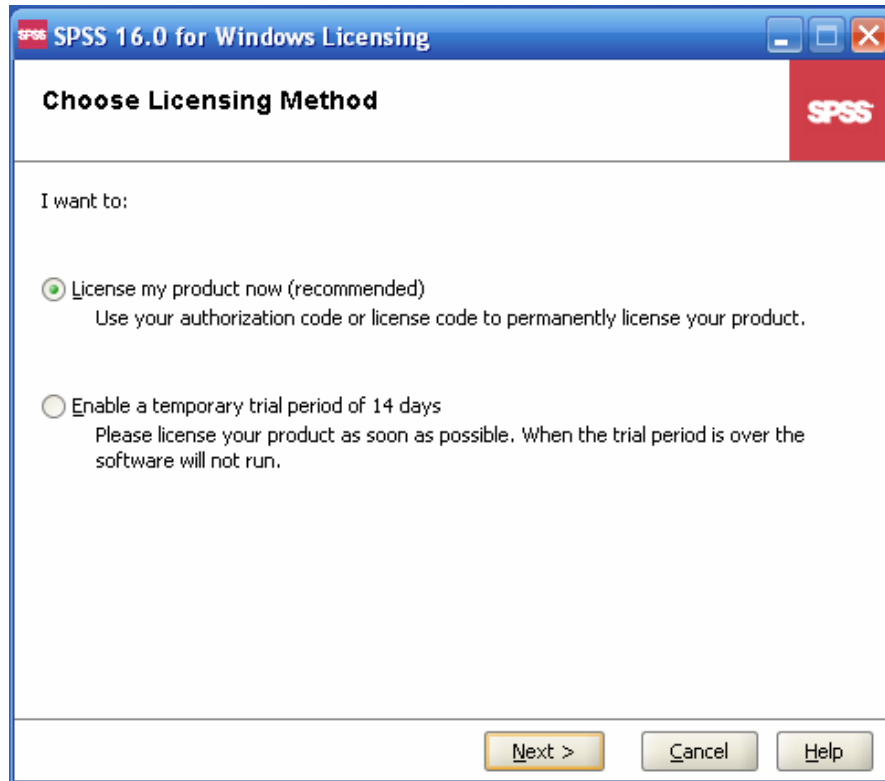 SPSS SPSS 16.0 for Windows Licensing
Choose Licensing Method
SPSS
I want to:
License my product now (recommended)
Use your authorization code or license code to permanently license your product.
Enable a temporary trial period of 14 days
Please license your product as soon as possible. When the trial period is over the
software will not run.
Next > Cancel Help